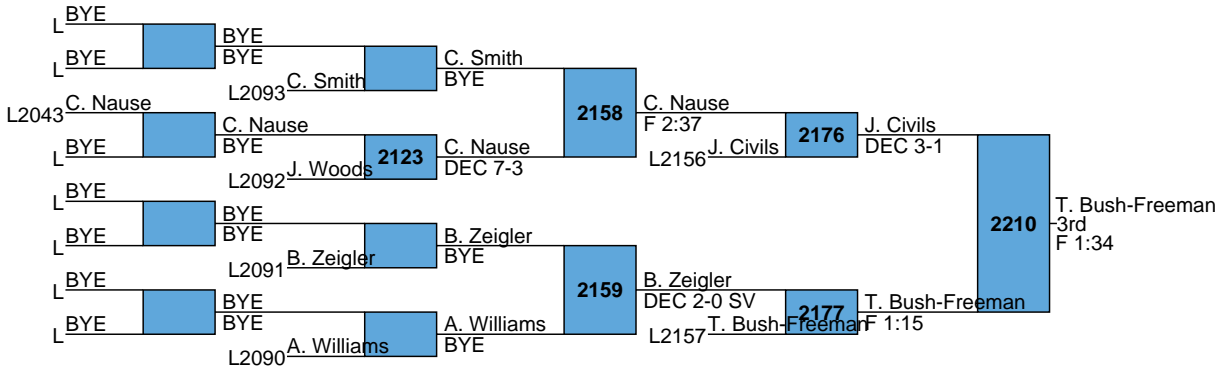 L BYE
BYE
L BYE
BYE
C. Smith
L2093 C. Smith
BYE
L2043 C. Nause
2158
C. Nause
C. Nause
F 2:37
2176
J. Civils
L BYE
BYE
2123
C. Nause
L2156 J. Civils
DEC 3-1
L2092 J. Woods
DEC 7-3
L BYE
BYE
T. Bush-Freeman
L BYE
BYE
2210
3rd
B. Zeigler
F 1:34
L2091 B. Zeigler
BYE
L BYE
2159
B. Zeigler
BYE
DEC 2-0 SV
2177
T. Bush-Freeman
L BYE
BYE
A. Williams
L2157 T. Bush-Freeman
F 1:15
L2090 A. Williams
BYE